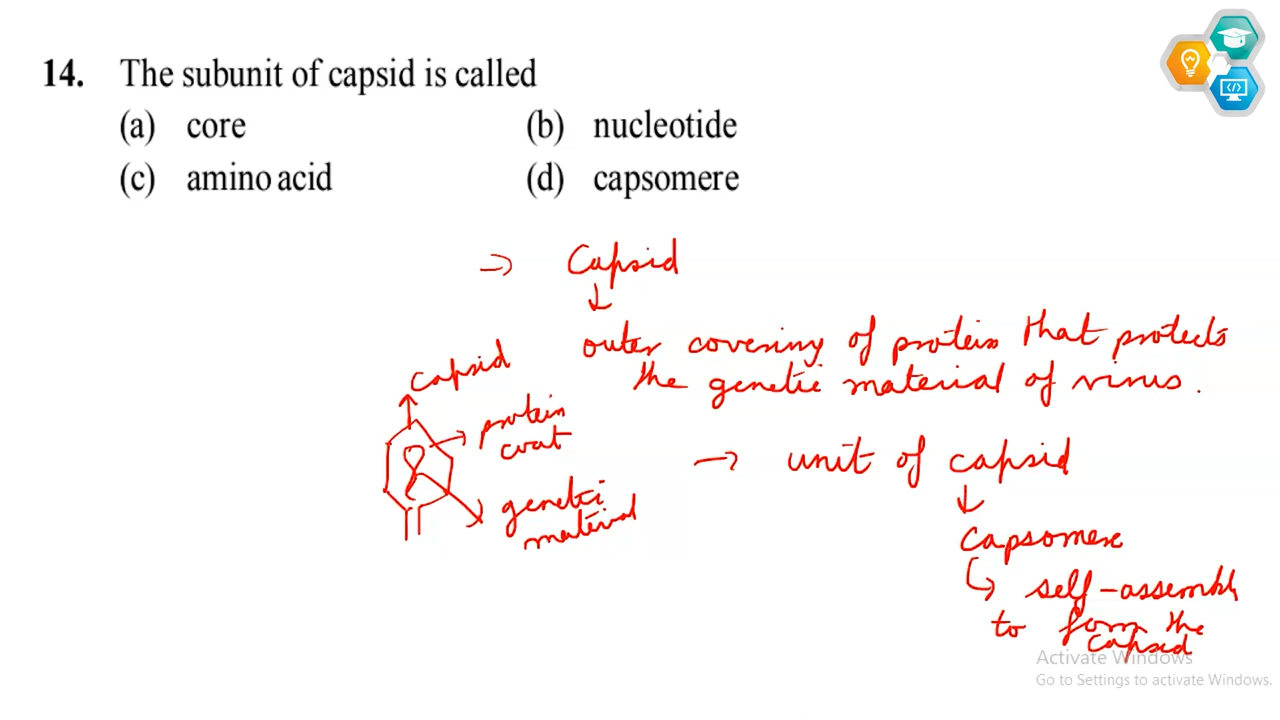 14. The subunit of capsid is called
(a) core (b) nucleotide
(c) amino acid (d) capsomere
→ Capsid
↓
outer covering of protein that protects
the genetic material of virus.
capsid
protein
coat
genetic
material
→ unit of capsid
↓
Capsomere
↳ self-assembly
to form the
capsid
</>
Activate Windows
Go to Settings to activate Windows.